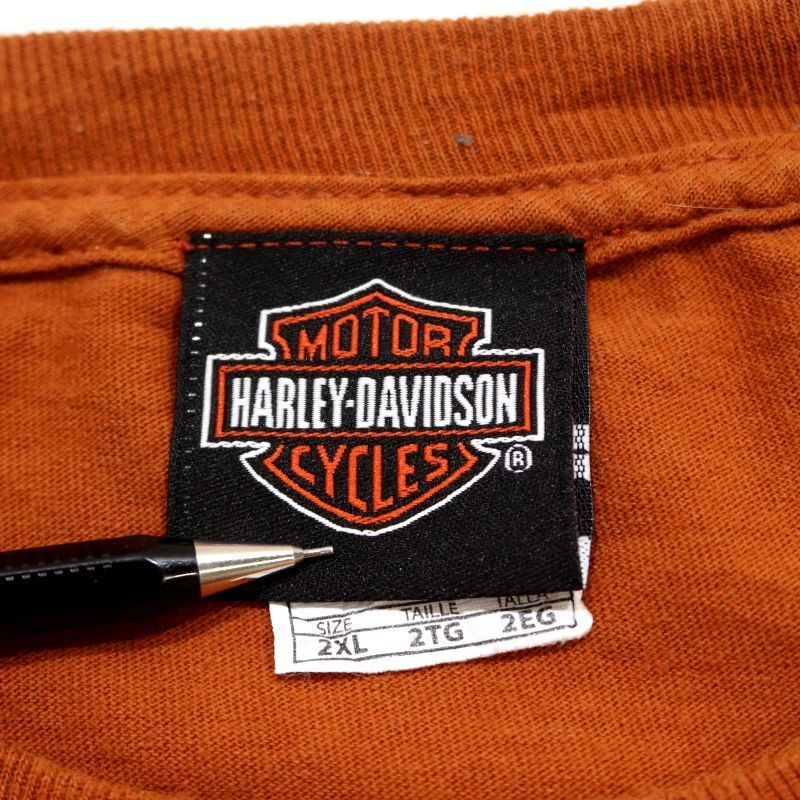 MOTOR
HARLEY-DAVIDSON
CYCLES ®
SIZE TAILLE TALLA
2XL 2TG 2EG